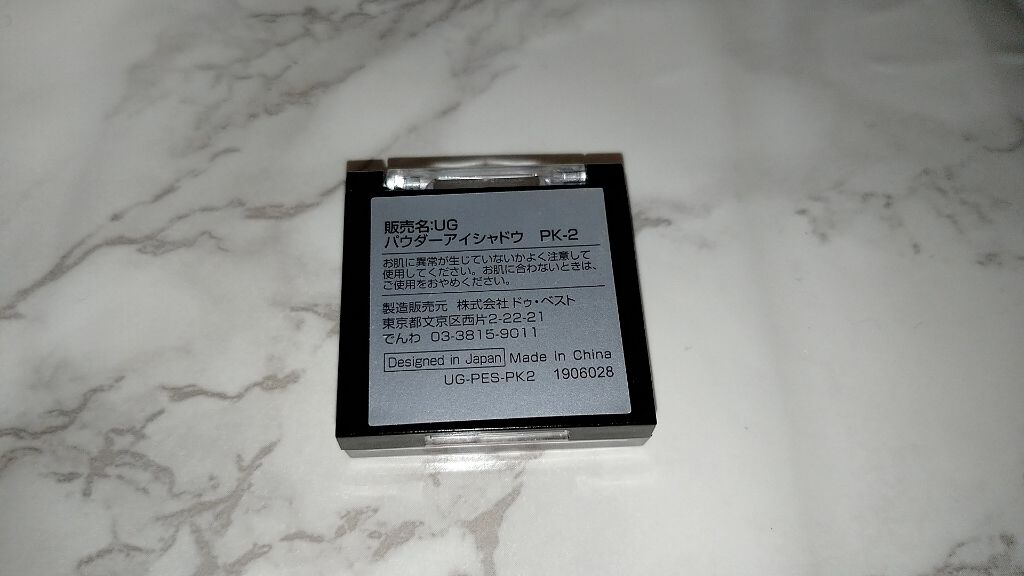 販売名:UG
パウダーアイシャドウ PK-2
お肌に異常が生じていないかよく注意して
使用してください。お肌に合わないときは、
ご使用をおやめください。
製造販売元 株式会社ドゥ・ベスト
東京都文京区西片2-22-21
でんわ 03-3815-9011
Designed in Japan Made in China
UG-PES-PK2 1906028